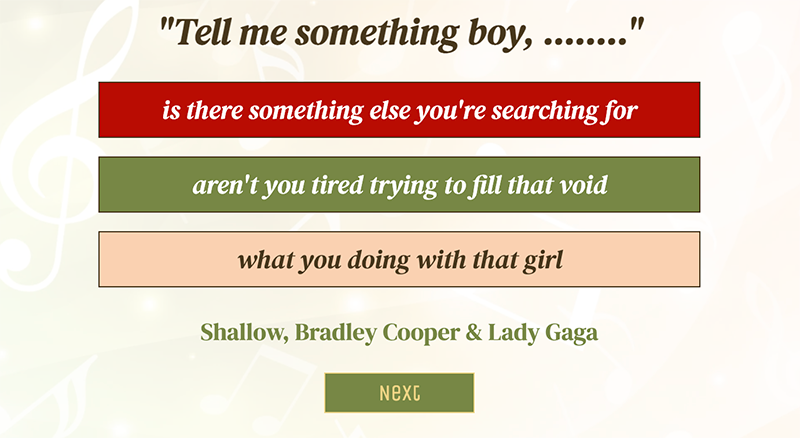 "Tell me something boy, ........"
is there something else you're searching for
aren't you tired trying to fill that void
what you doing with that girl
Shallow, Bradley Cooper & Lady Gaga
Next